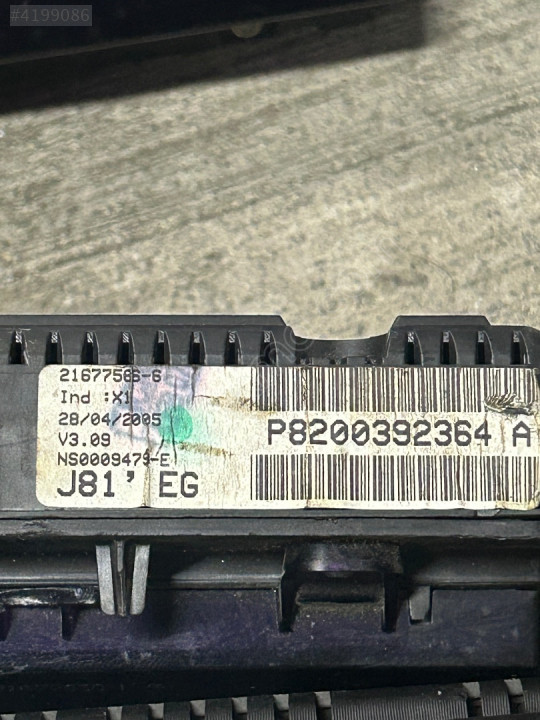 #4199086
21677566-6
Ind :X1
28/04/2005
V3.09
NS0009479-E
J81' EG
P8200392364 A